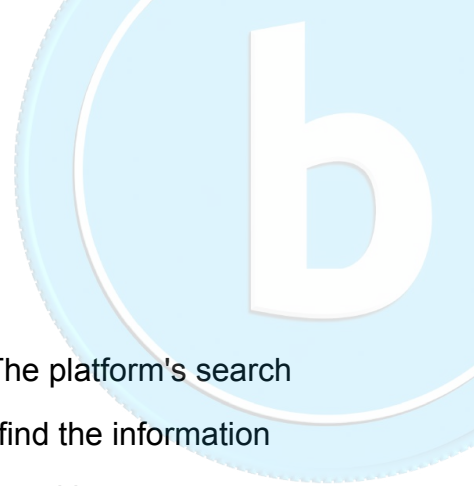 b
The platform's search
find the information